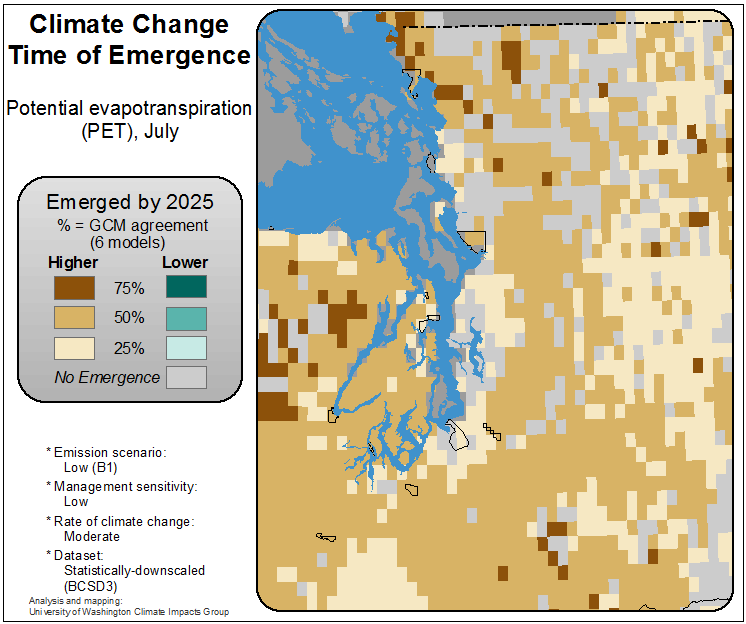 Climate Change
Time of Emergence
Potential evapotranspiration
(PET), July
Emerged by 2025
% = GCM agreement
(6 models)
Higher Lower
75%
50%
25%
No Emergence
* Emission scenario:
Low (B1)
* Management sensitivity:
Low
* Rate of climate change:
Moderate
* Dataset:
Statistically-downscaled
(BCSD3)
Analysis and mapping:
University of Washington Climate Impacts Group